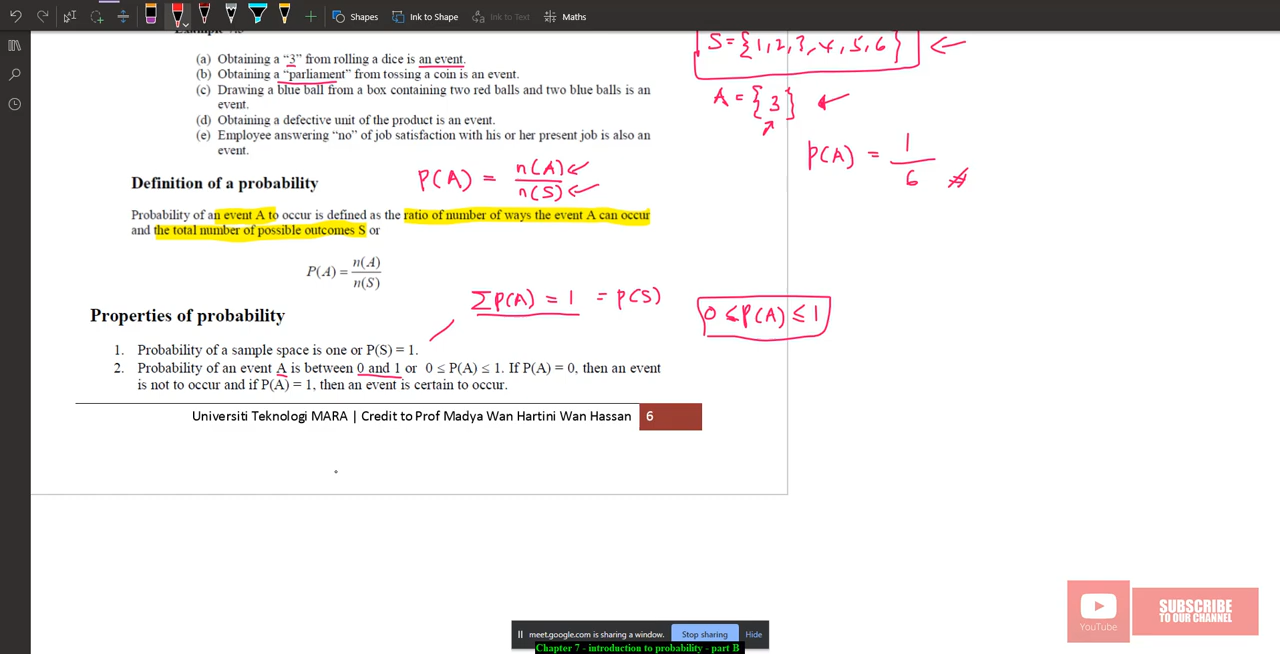 Shapes
Ink to Shape
Ink to Text
Maths
S = {1, 2, 3, 4, 5, 6}
(a) Obtaining a “3” from rolling a dice is an event.
(b) Obtaining a “parliament” from tossing a coin is an event.
(c) Drawing a blue ball from a box containing two red balls and two blue balls is an
event.
(d) Obtaining a defective unit of the product is an event.
(e) Employee answering “no” of job satisfaction with his or her present job is also an
event.
A = {3}
P(A) = 1/6
Definition of a probability
P(A) = n(A)/n(S)
Probability of an event A to occur is defined as the ratio of number of ways the event A can occur
and the total number of possible outcomes S or
P(A) = n(A)/n(S)
ΣP(A) = 1 = P(S)
0 ≤ P(A) ≤ 1
Properties of probability
1. Probability of a sample space is one or P(S) = 1.
2. Probability of an event A is between 0 and 1 or 0 ≤ P(A) ≤ 1. If P(A) = 0, then an event
is not to occur and if P(A) = 1, then an event is certain to occur.
Universiti Teknologi MARA | Credit to Prof Madya Wan Hartini Wan Hassan 6
YouTube
SUBSCRIBE
TO OUR CHANNEL
meet.google.com is sharing a window. Stop sharing Hide
Chapter 7 - introduction to probability - part B